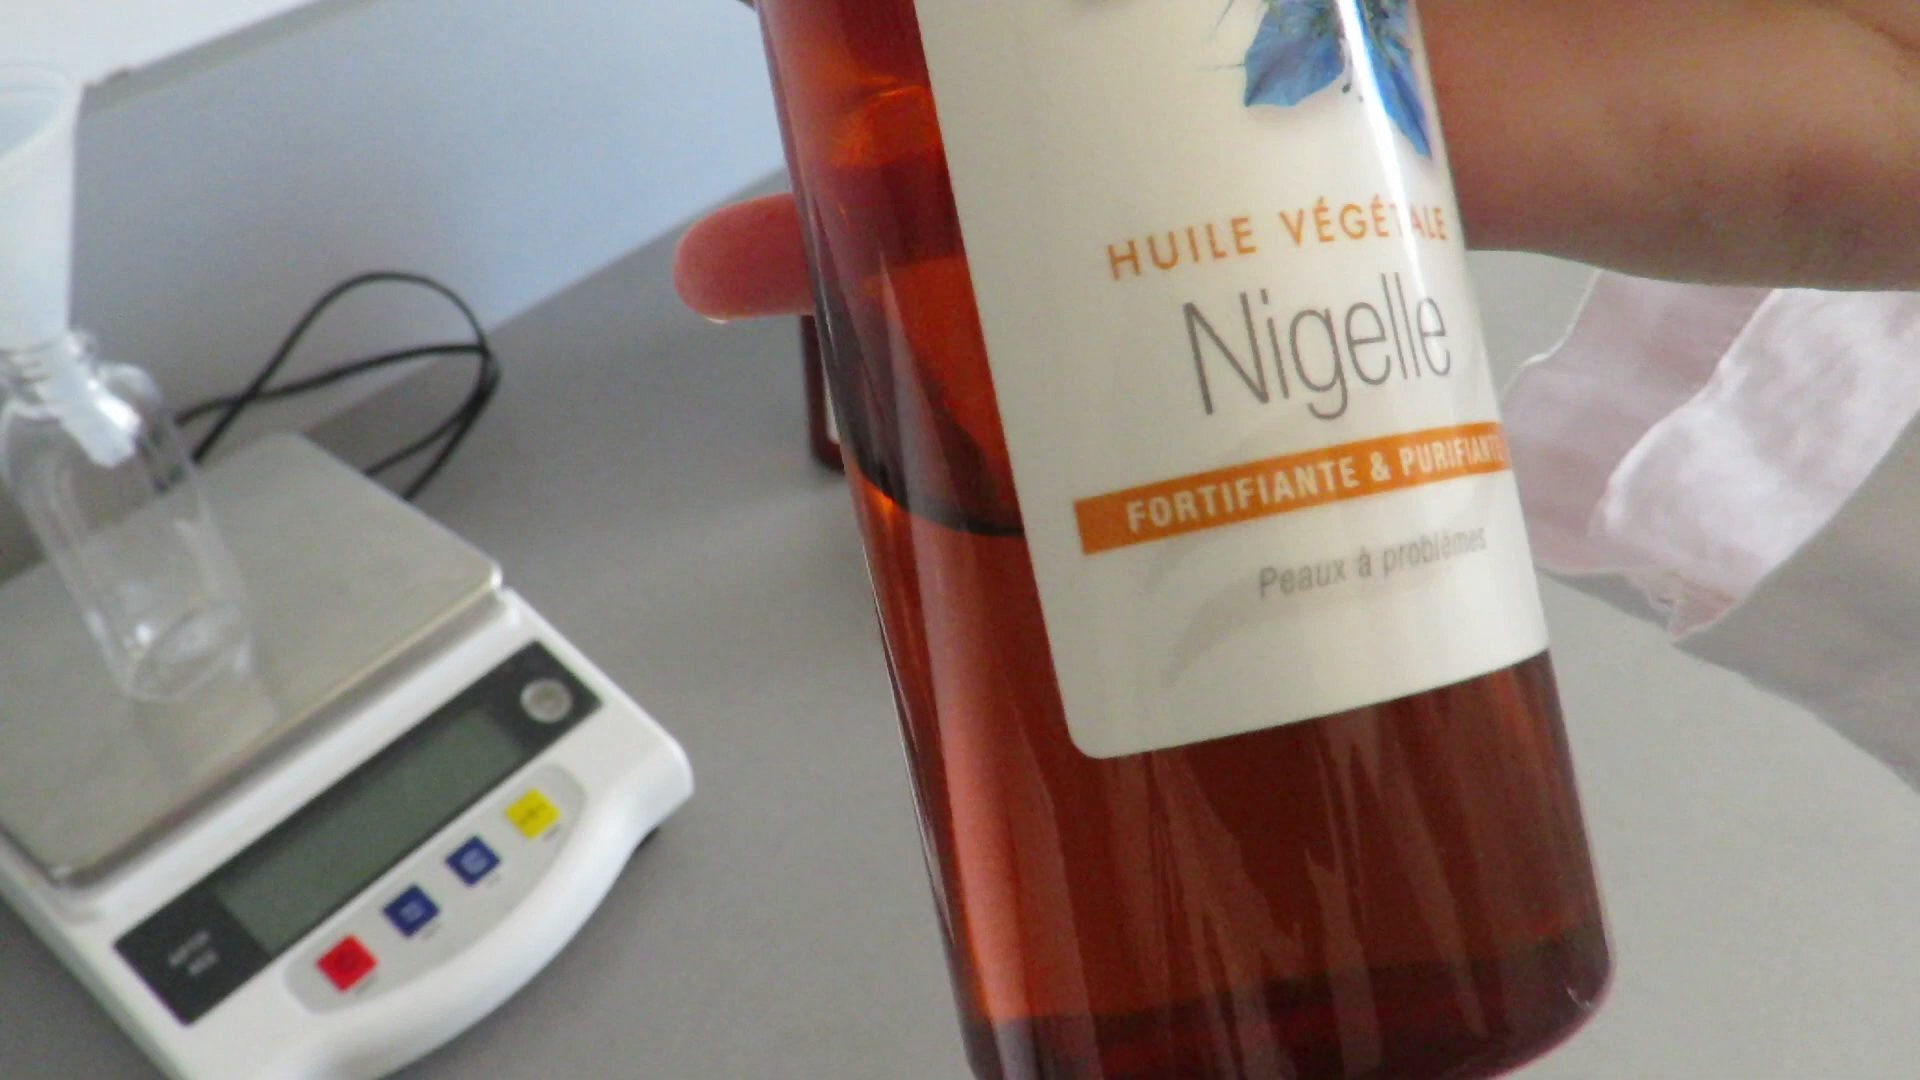 HUILE VÉGÉTALE
Nigelle
FORTIFIANTE & PURIFIANTE
Peaux à problèmes